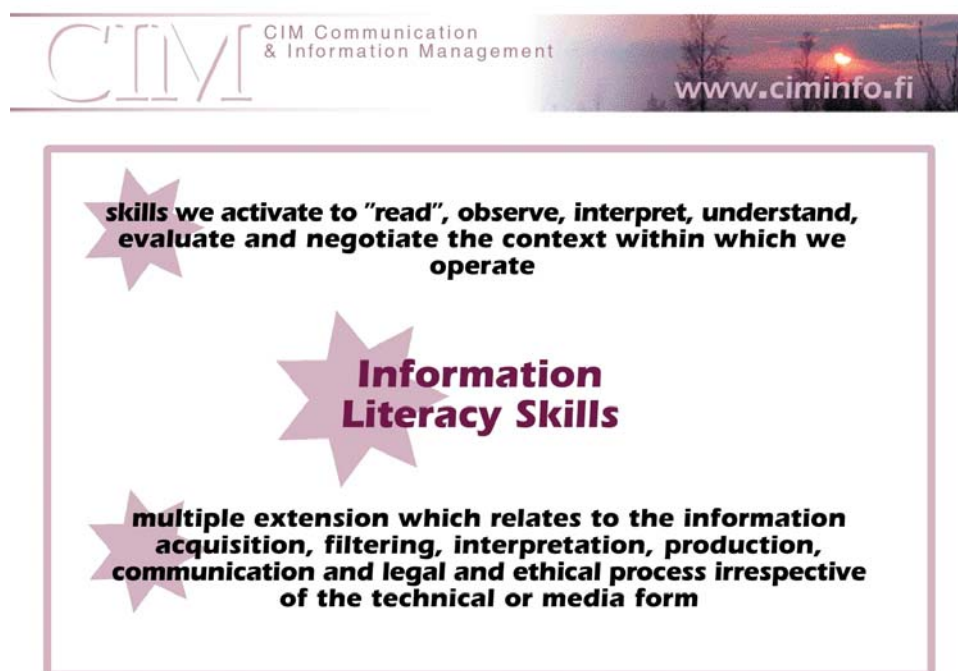 CIM
CIM Communication
& Information Management
www.ciminfo.fi
skills we activate to ”read”, observe, interpret, understand,
evaluate and negotiate the context within which we
operate
Information
Literacy Skills
multiple extension which relates to the information
acquisition, filtering, interpretation, production,
communication and legal and ethical process irrespective
of the technical or media form